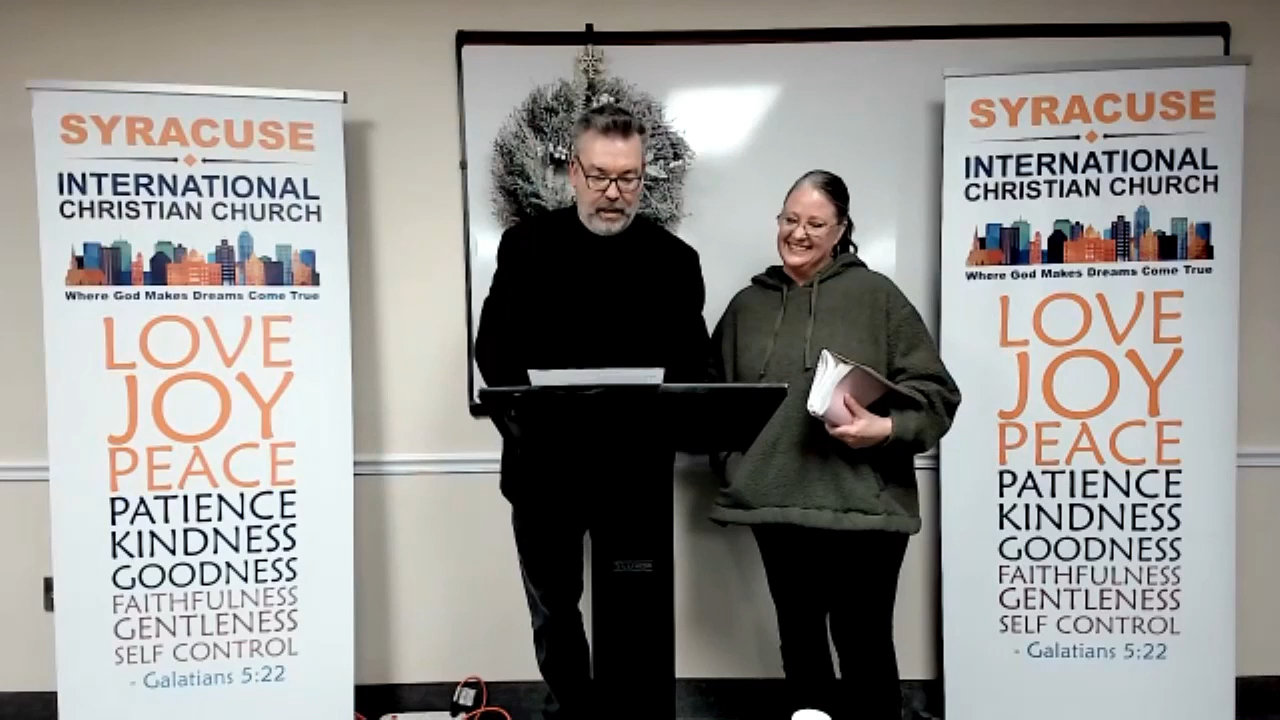 SYRACUSE
INTERNATIONAL
CHRISTIAN CHURCH
Where God Makes Dreams Come True
LOVE
JOY
PEACE
PATIENCE
KINDNESS
GOODNESS
FAITHFULNESS
GENTLENESS
SELF CONTROL
- Galatians 5:22
SYRACUSE
INTERNATIONAL
CHRISTIAN CHURCH
Where God Makes Dreams Come True
LOVE
JOY
PEACE
PATIENCE
KINDNESS
GOODNESS
FAITHFULNESS
GENTLENESS
SELF CONTROL
- Galatians 5:22